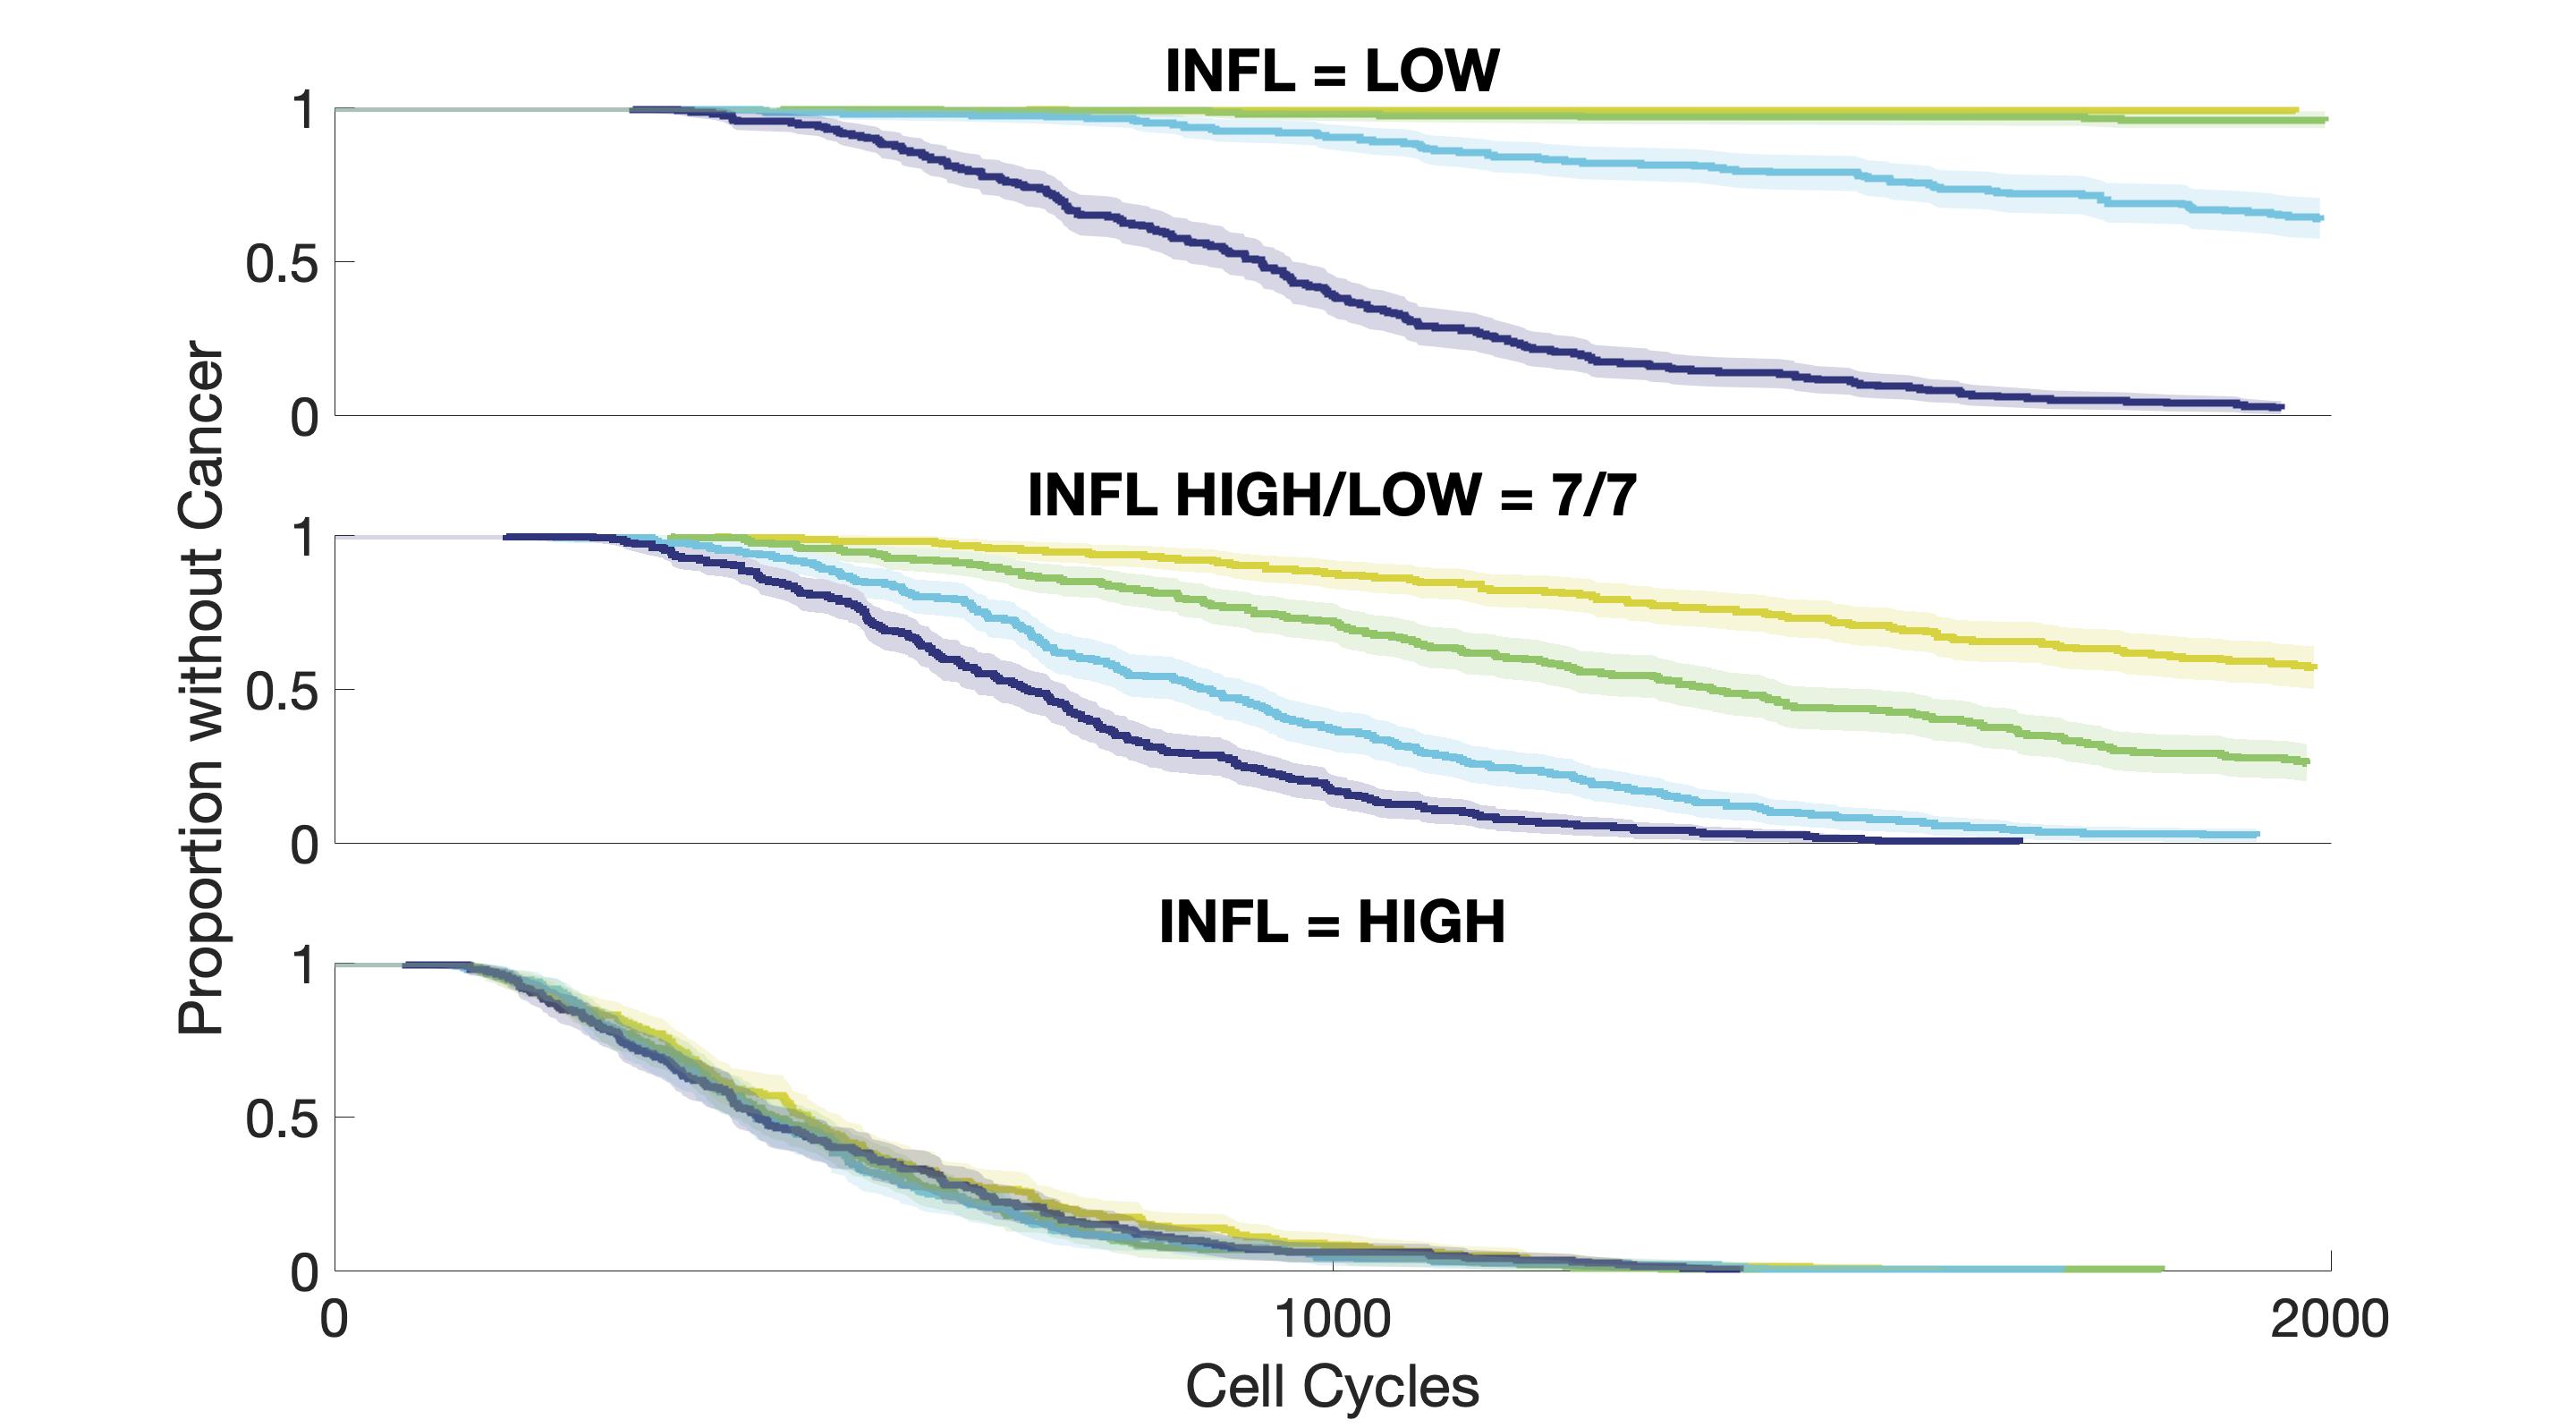 INFL = LOW
1
0.5
0
INFL HIGH/LOW = 7/7
1
0.5
0
INFL = HIGH
1
0.5
0
0 1000 2000
Cell Cycles
Proportion without Cancer